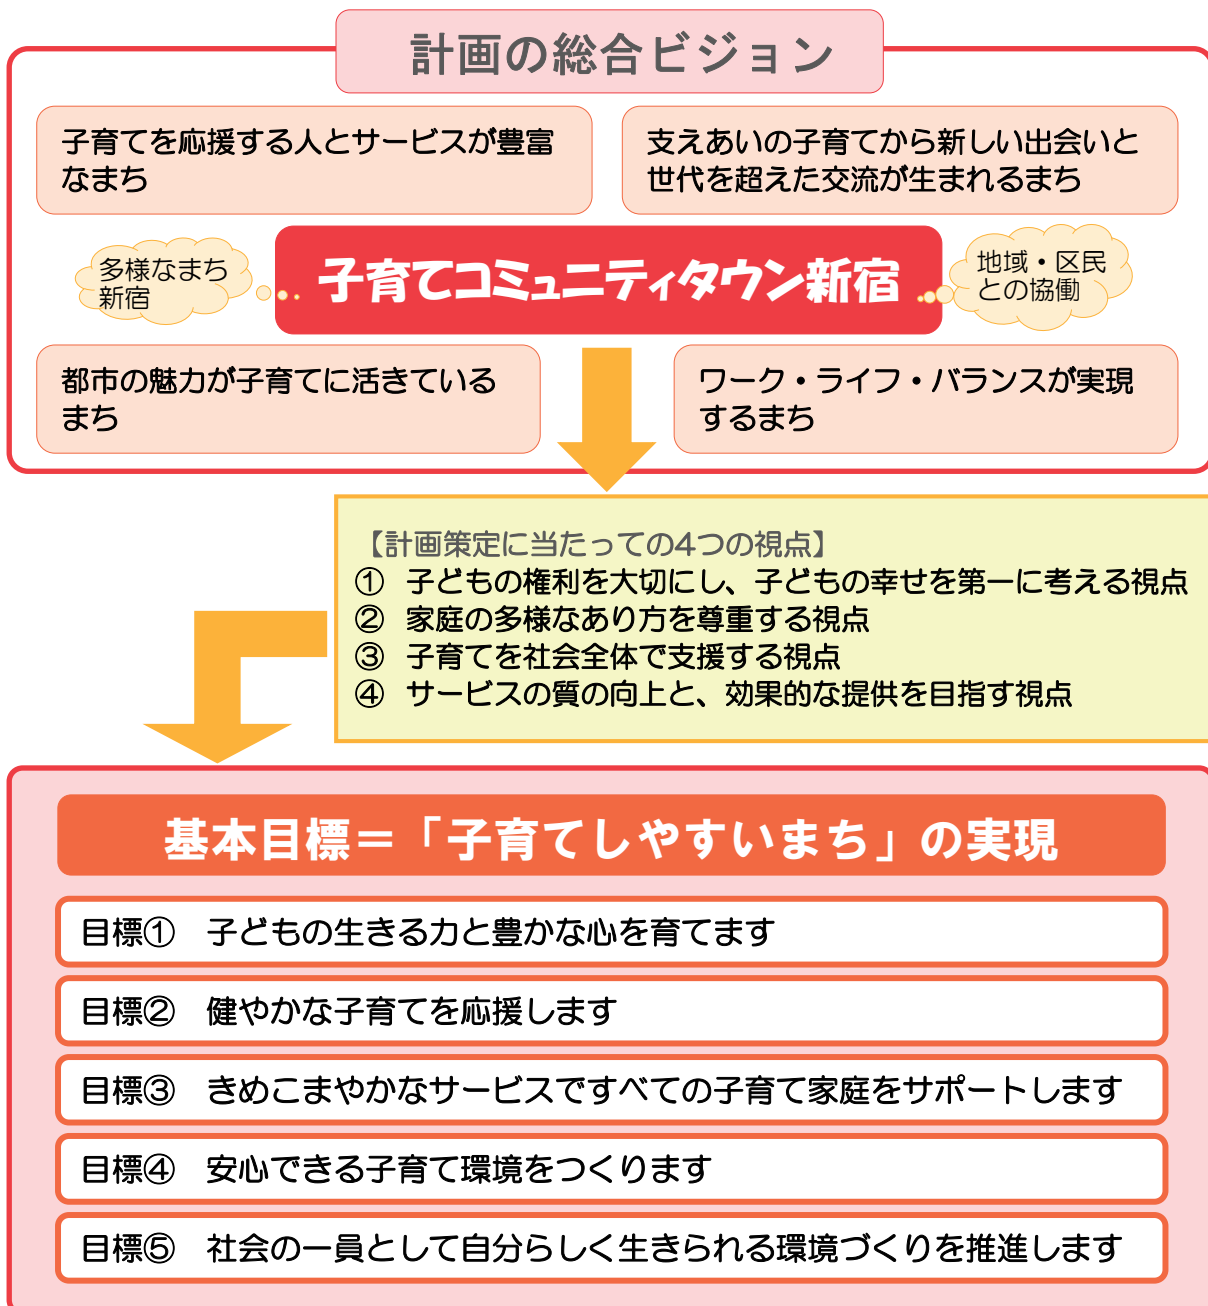 計画の総合ビジョン
子育てを応援する人とサービスが豊富
なまち
支えあいの子育てから新しい出会いと
世代を超えた交流が生まれるまち
多様なまち
新宿
子育てコミュニティタウン新宿
地域・区民
との協働
都市の魅力が子育てに活きている
まち
ワーク・ライフ・バランスが実現
するまち
【計画策定に当たっての4つの視点】
① 子どもの権利を大切にし、子どもの幸せを第一に考える視点
② 家庭の多様なあり方を尊重する視点
③ 子育てを社会全体で支援する視点
④ サービスの質の向上と、効果的な提供を目指す視点
基本目標＝「子育てしやすいまち」の実現
目標① 子どもの生きる力と豊かな心を育てます
目標② 健やかな子育てを応援します
目標③ きめこまやかなサービスですべての子育て家庭をサポートします
目標④ 安心できる子育て環境をつくります
目標⑤ 社会の一員として自分らしく生きられる環境づくりを推進します